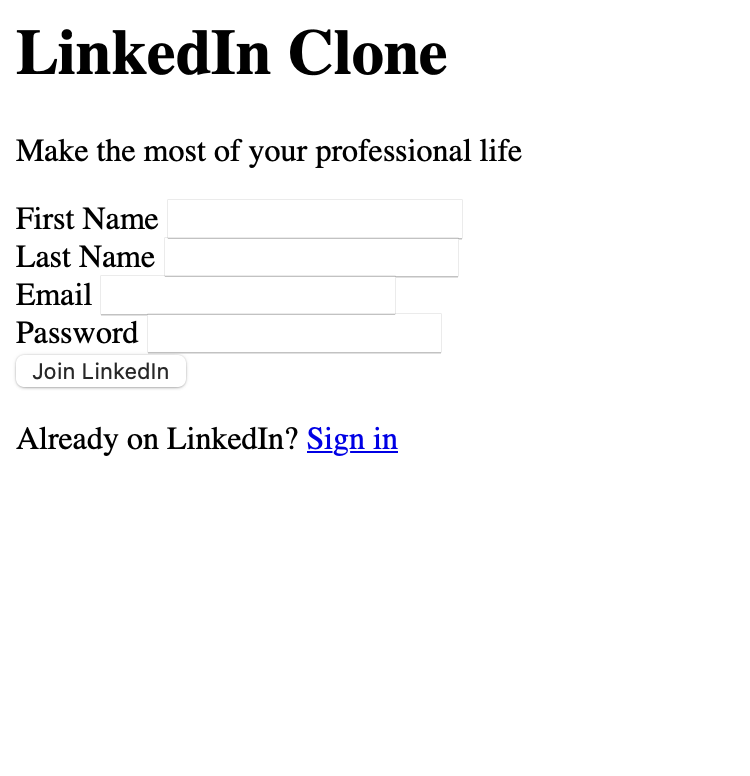 LinkedIn Clone
Make the most of your professional life
First Name
Last Name
Email
Password
Join LinkedIn
Already on LinkedIn? Sign in